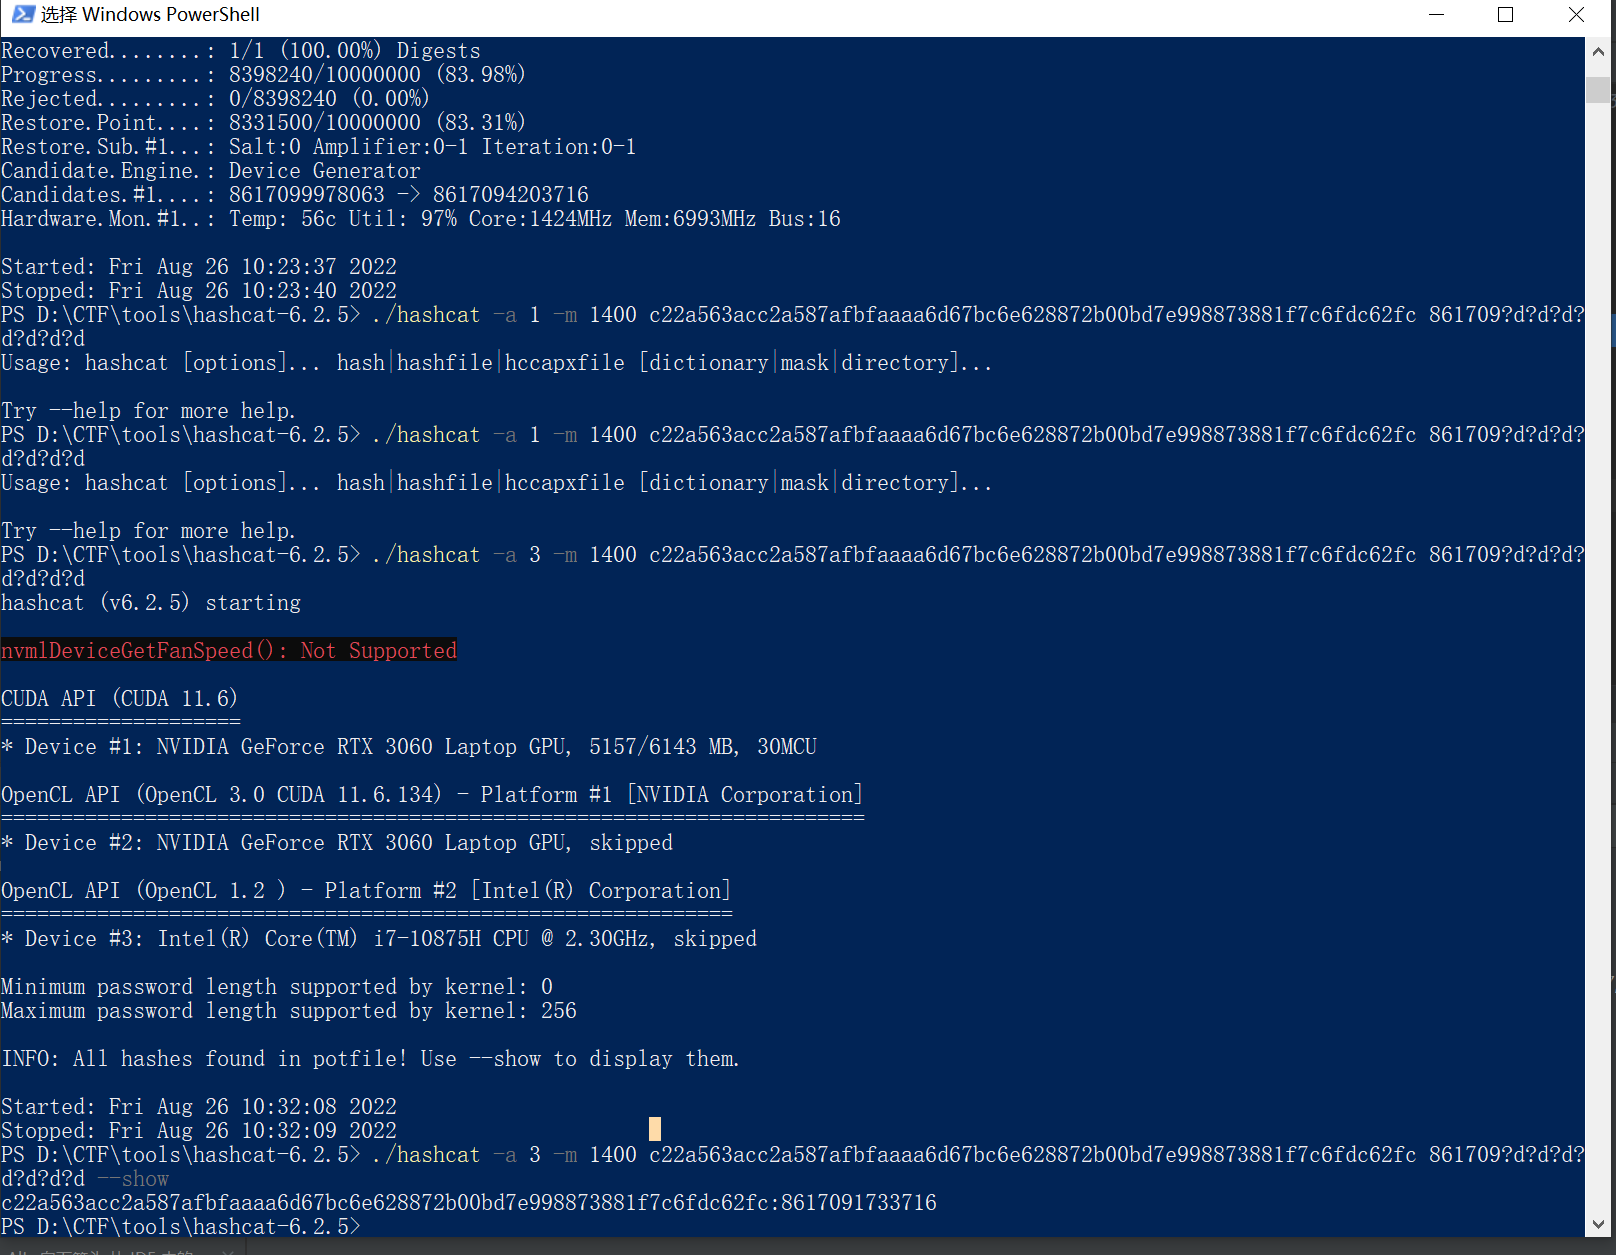 选择 Windows PowerShell
Recovered........: 1/1 (100.00%) Digests
Progress.........: 8398240/10000000 (83.98%)
Rejected.........: 0/8398240 (0.00%)
Restore.Point....: 8331500/10000000 (83.31%)
Restore.Sub.#1...: Salt:0 Amplifier:0-1 Iteration:0-1
Candidate.Engine.: Device Generator
Candidates.#1....: 8617099978063 -> 8617094203716
Hardware.Mon.#1..: Temp: 56c Util: 97% Core:1424MHz Mem:6993MHz Bus:16
Started: Fri Aug 26 10:23:37 2022
Stopped: Fri Aug 26 10:23:40 2022
PS D:\CTF\tools\hashcat-6.2.5> ./hashcat -a 1 -m 1400 c22a563acc2a587afbfaaaa6d67bc6e628872b00bd7e998873881f7c6fdc62fc 861709?d?d?d?
d?d?d?d
Usage: hashcat [options]... hash|hashfile|hccapxfile [dictionary|mask|directory]...
Try --help for more help.
PS D:\CTF\tools\hashcat-6.2.5> ./hashcat -a 1 -m 1400 c22a563acc2a587afbfaaaa6d67bc6e628872b00bd7e998873881f7c6fdc62fc 861709?d?d?d?
d?d?d?d
Usage: hashcat [options]... hash|hashfile|hccapxfile [dictionary|mask|directory]...
Try --help for more help.
PS D:\CTF\tools\hashcat-6.2.5> ./hashcat -a 3 -m 1400 c22a563acc2a587afbfaaaa6d67bc6e628872b00bd7e998873881f7c6fdc62fc 861709?d?d?d?
d?d?d?d
hashcat (v6.2.5) starting
nvmlDeviceGetFanSpeed(): Not Supported
CUDA API (CUDA 11.6)
====================
* Device #1: NVIDIA GeForce RTX 3060 Laptop GPU, 5157/6143 MB, 30MCU
OpenCL API (OpenCL 3.0 CUDA 11.6.134) - Platform #1 [NVIDIA Corporation]
========================================================================
* Device #2: NVIDIA GeForce RTX 3060 Laptop GPU, skipped
OpenCL API (OpenCL 1.2 ) - Platform #2 [Intel(R) Corporation]
=============================================================
* Device #3: Intel(R) Core(TM) i7-10875H CPU @ 2.30GHz, skipped
Minimum password length supported by kernel: 0
Maximum password length supported by kernel: 256
INFO: All hashes found in potfile! Use --show to display them.
Started: Fri Aug 26 10:32:08 2022
Stopped: Fri Aug 26 10:32:09 2022
PS D:\CTF\tools\hashcat-6.2.5> ./hashcat -a 3 -m 1400 c22a563acc2a587afbfaaaa6d67bc6e628872b00bd7e998873881f7c6fdc62fc 861709?d?d?d?
d?d?d?d --show
c22a563acc2a587afbfaaaa6d67bc6e628872b00bd7e998873881f7c6fdc62fc:8617091733716
PS D:\CTF\tools\hashcat-6.2.5>